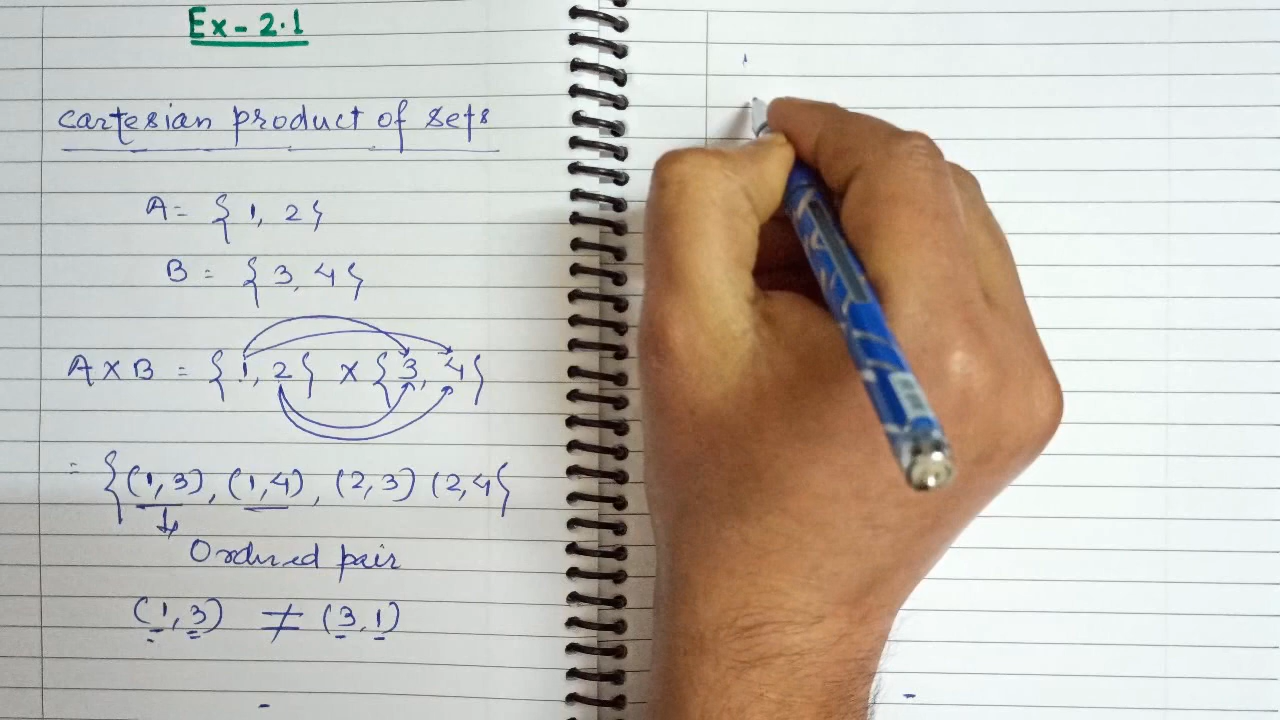 Ex-2.1
cartesian product of sets
A = {1, 2}
B = {3, 4}
A X B = {1, 2} X {3, 4}
= {(1,3), (1,4), (2,3) (2,4}
Ordered pair
(1,3) ≠ (3,1)